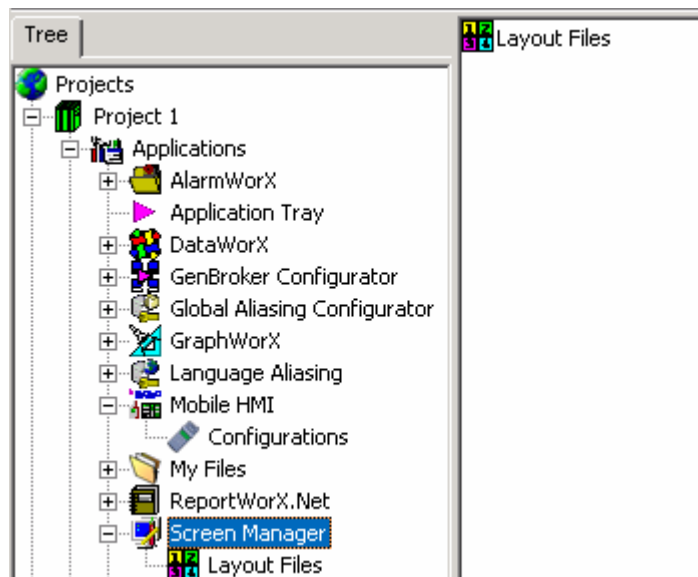 Tree
Projects
Project 1
Applications
AlarmWorX
Application Tray
DataWorX
GenBroker Configurator
Global Aliasing Configurator
GraphWorX
Language Aliasing
Mobile HMI
Configurations
My Files
ReportWorX.Net
Screen Manager
Layout Files
Layout Files